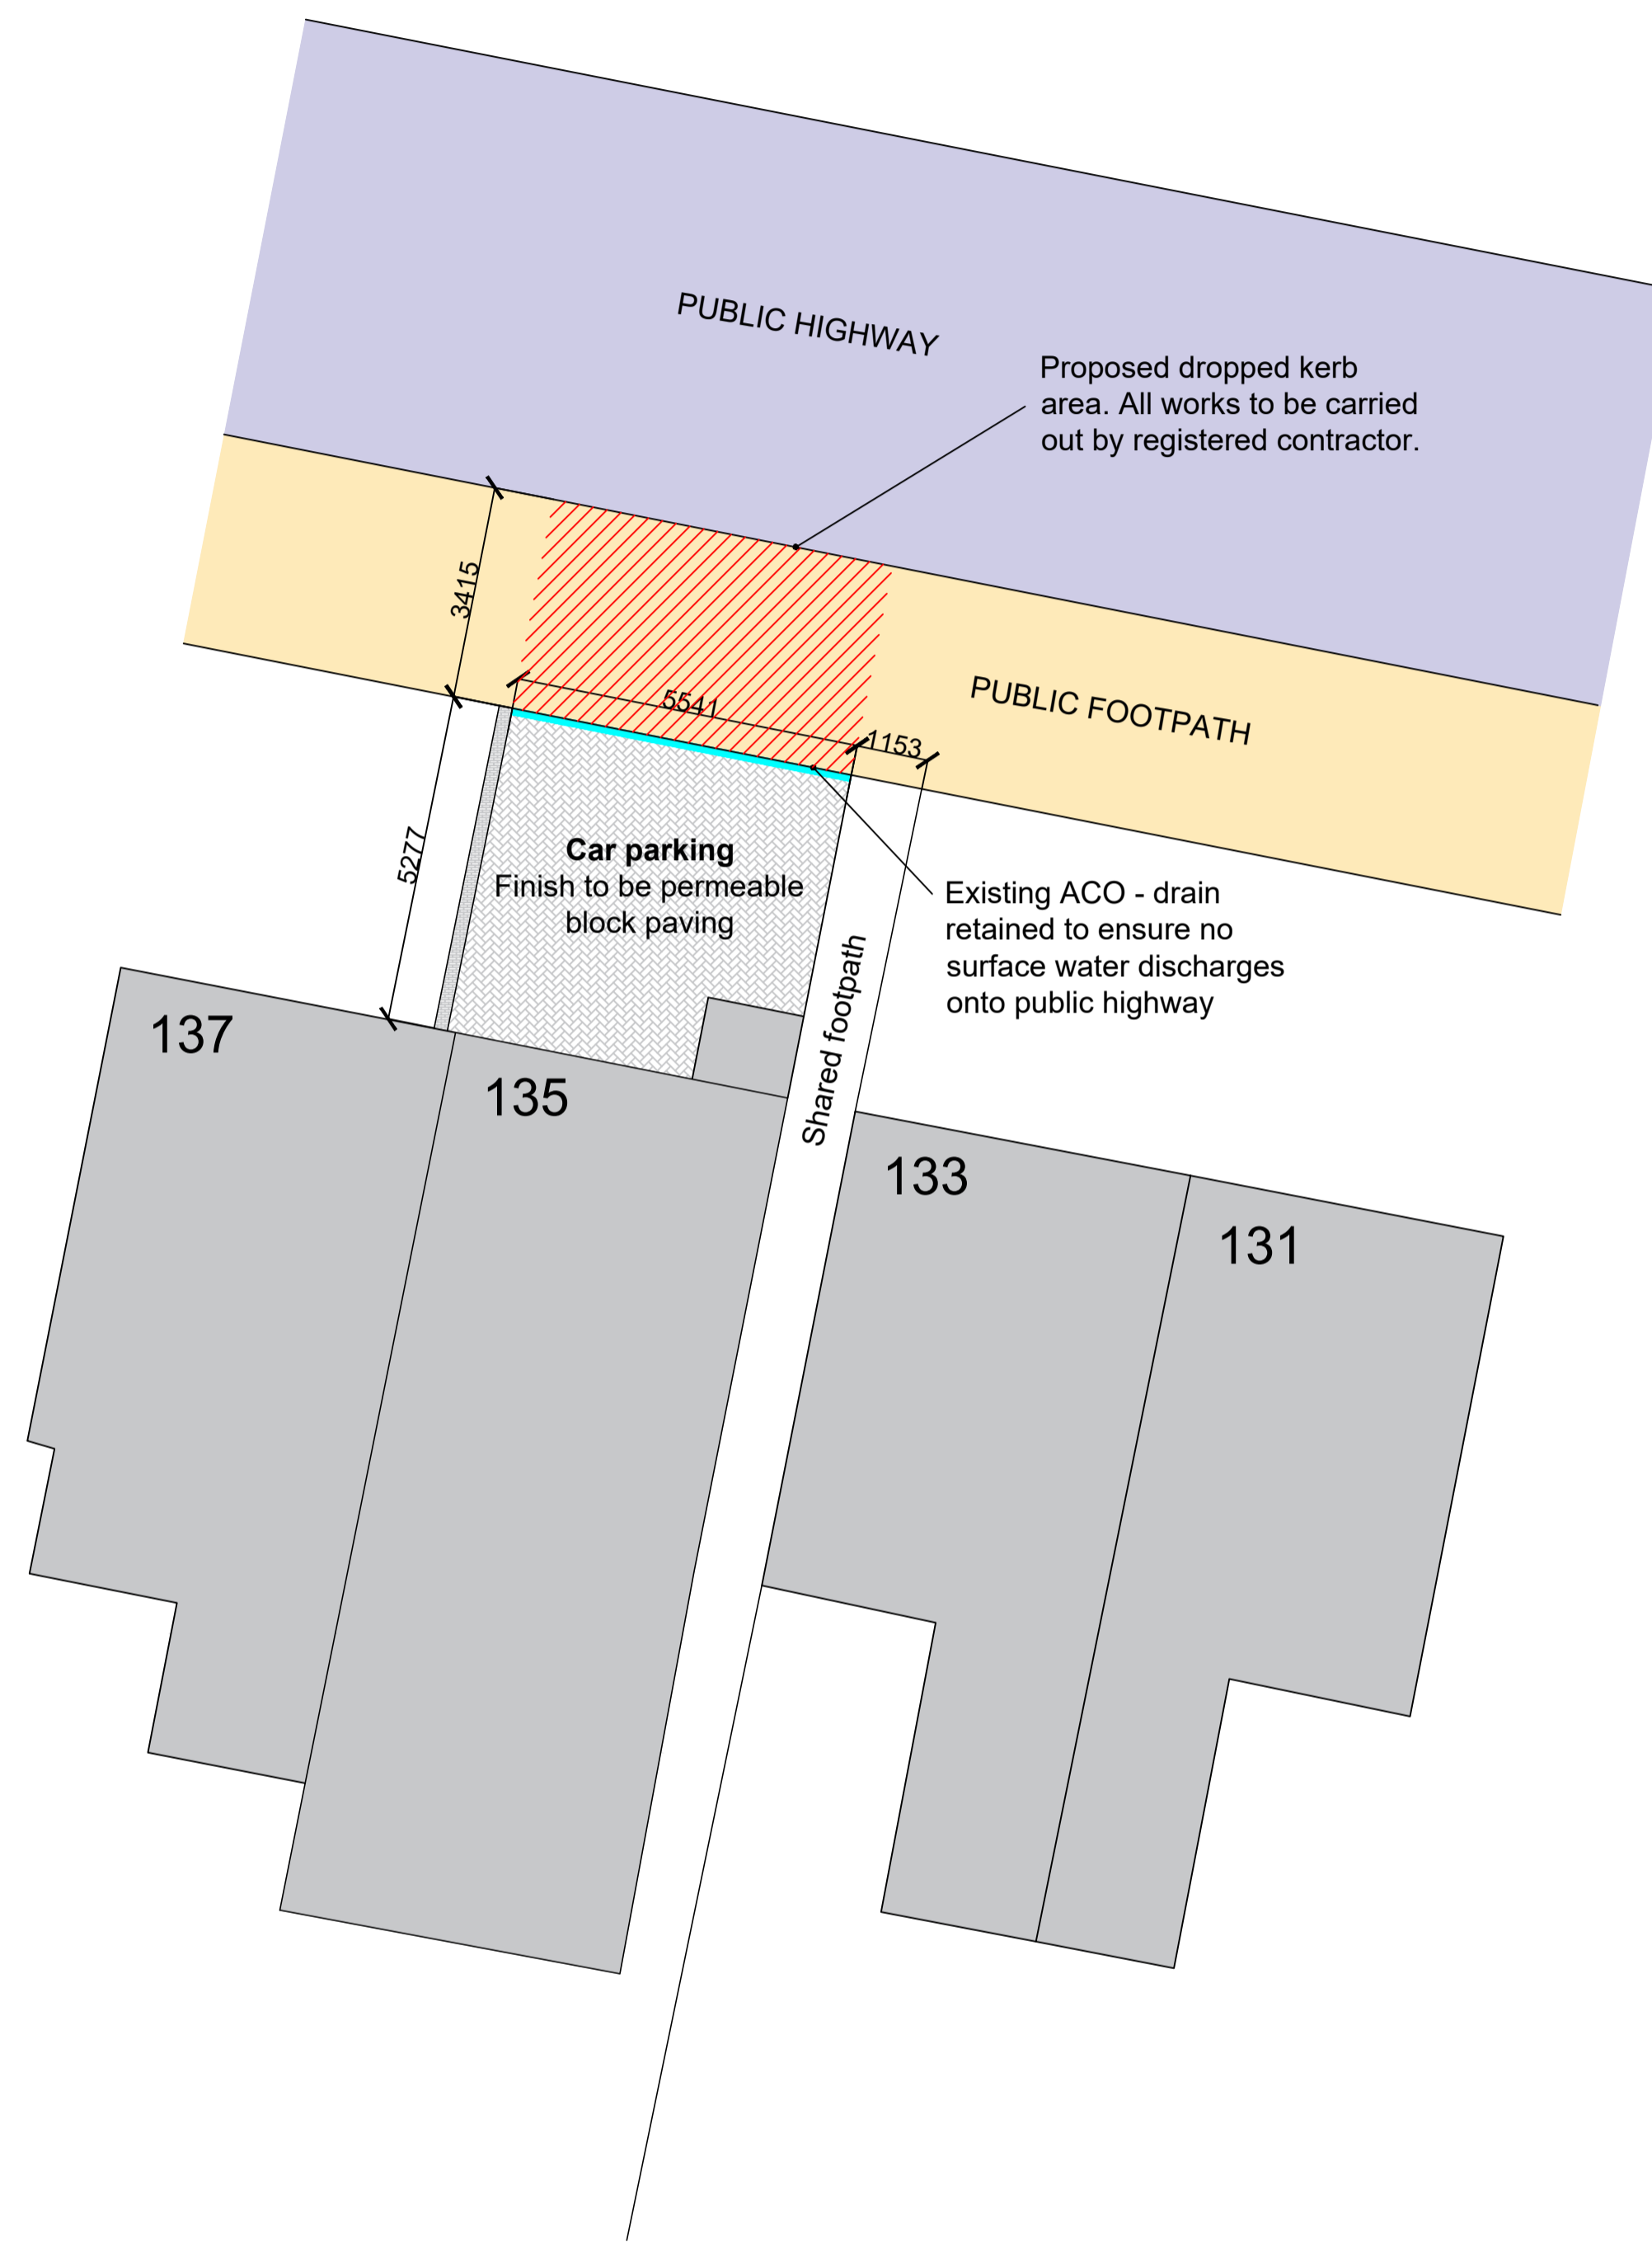 PUBLIC HIGHWAY
Proposed dropped kerb
area. All works to be carried
out by registered contractor.
3415
5541
PUBLIC FOOTPATH
1153
5277
Car parking
Finish to be permeable
block paving
Existing ACO - drain
retained to ensure no
surface water discharges
onto public highway
Shared footpath
137
135
133
131